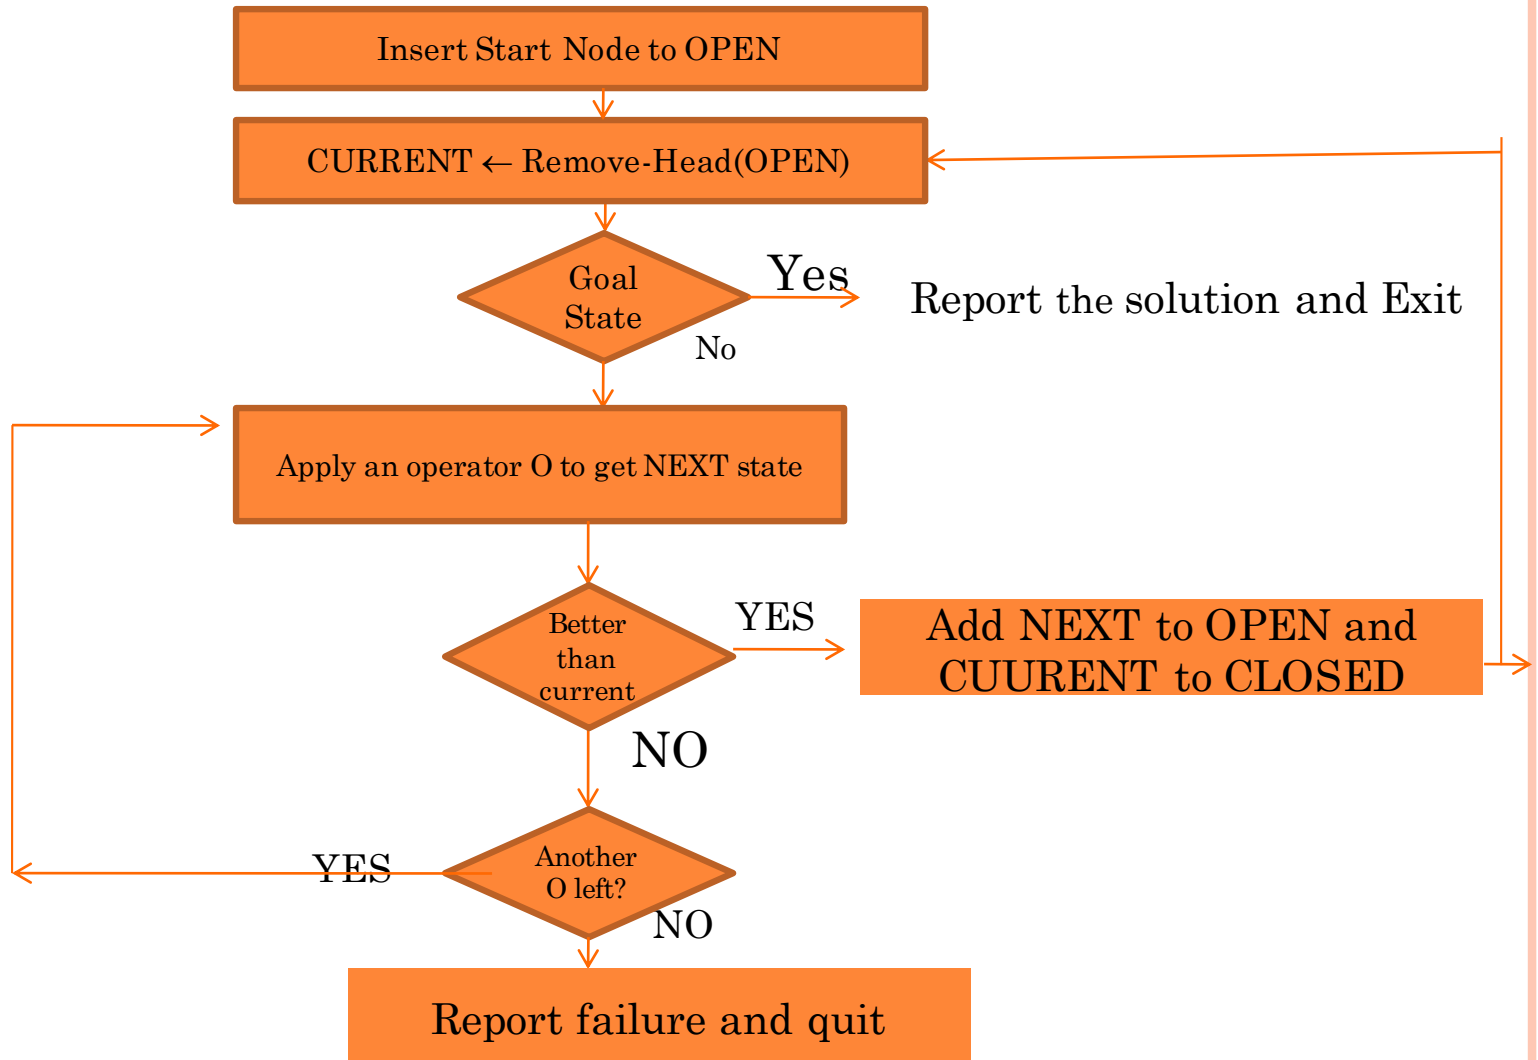 Insert Start Node to OPEN
CURRENT ← Remove-Head(OPEN)
Goal
State
Yes
Report the solution and Exit
No
Apply an operator O to get NEXT state
Better
than
current
YES
Add NEXT to OPEN and
CUURENT to CLOSED
NO
Another
O left?
YES
NO
Report failure and quit